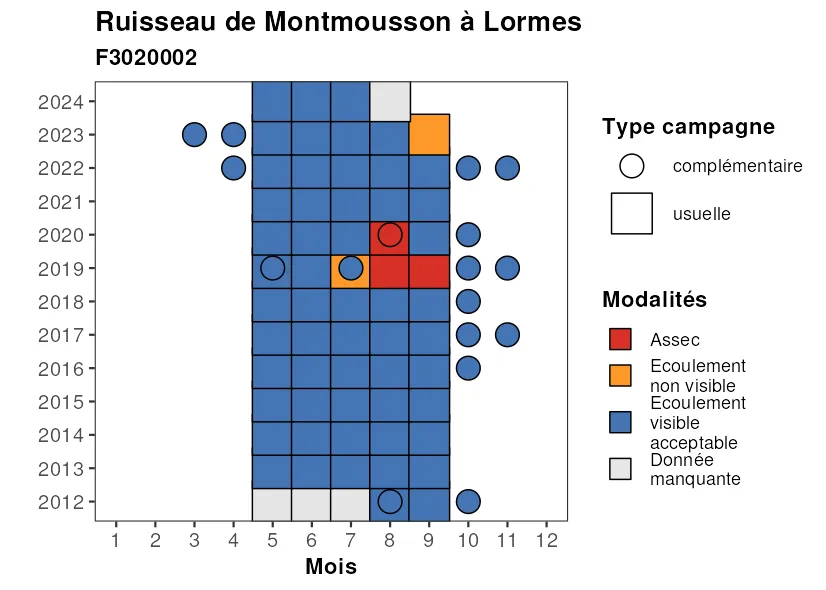 Ruisseau de Montmousson à Lormes
F3020002
2024
2023
2022
2021
2020
2019
2018
2017
2016
2015
2014
2013
2012
1 2 3 4 5 6 7 8 9 10 11 12
Mois
Type campagne
complémentaire
usuelle
Modalités
Assec
Ecoulement
non visible
Ecoulement
visible
acceptable
Donnée
manquante